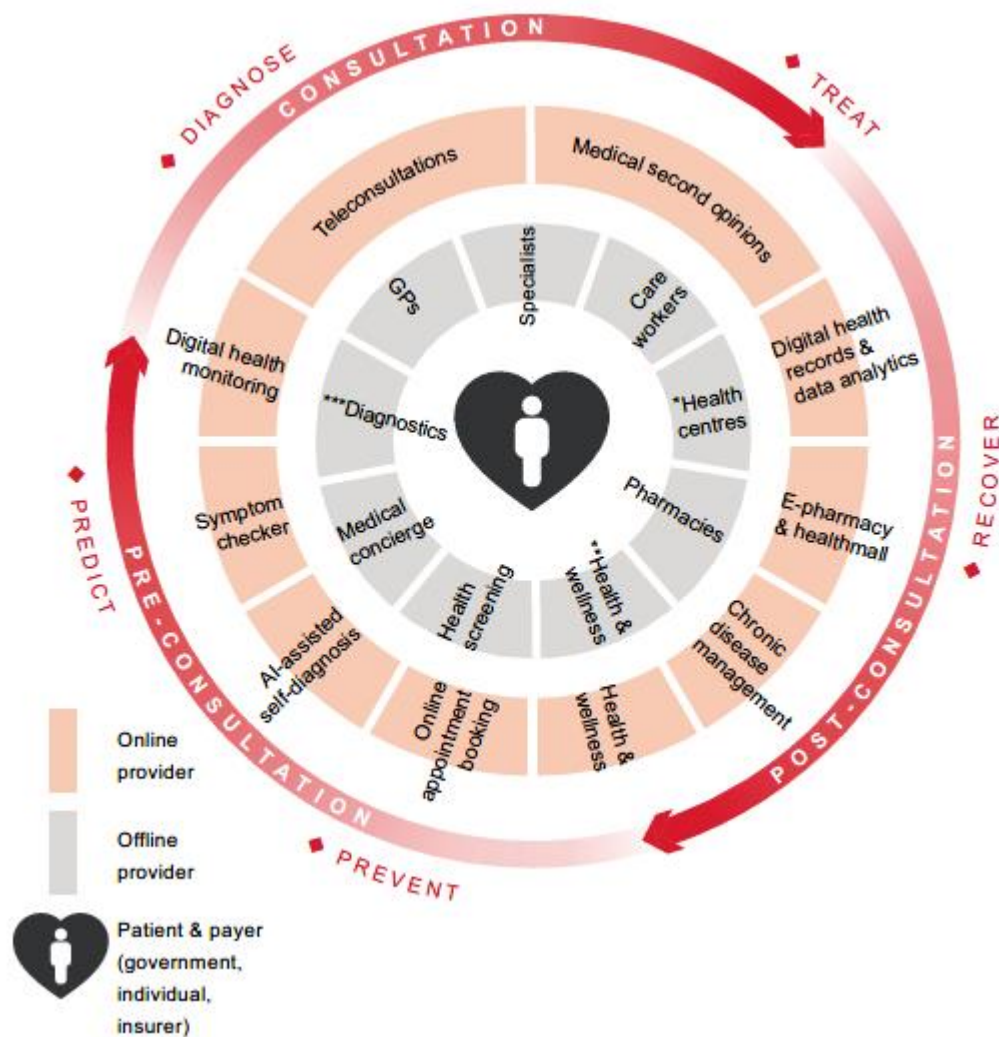 CONSULTATION
DIAGNOSE
TREAT
Teleconsultations
Medical second opinions
Specialists
GPs
Care
workers
Digital health
monitoring
Digital health
records &
data analytics
***Diagnostics
*Health
centres
RECOVER
PREDICT
Symptom
checker
Medical
concierge
Pharmacies
E-pharmacy
& healthmall
Health
screening
**Health &
wellness
Chronic
disease
management
AI-assisted
self-diagnosis
Online
appointment
booking
Health &
wellness
PRE-CONSULTATION
POST-CONSULTATION
PREVENT
Online
provider
Offline
provider
Patient & payer
(government,
individual,
insurer)